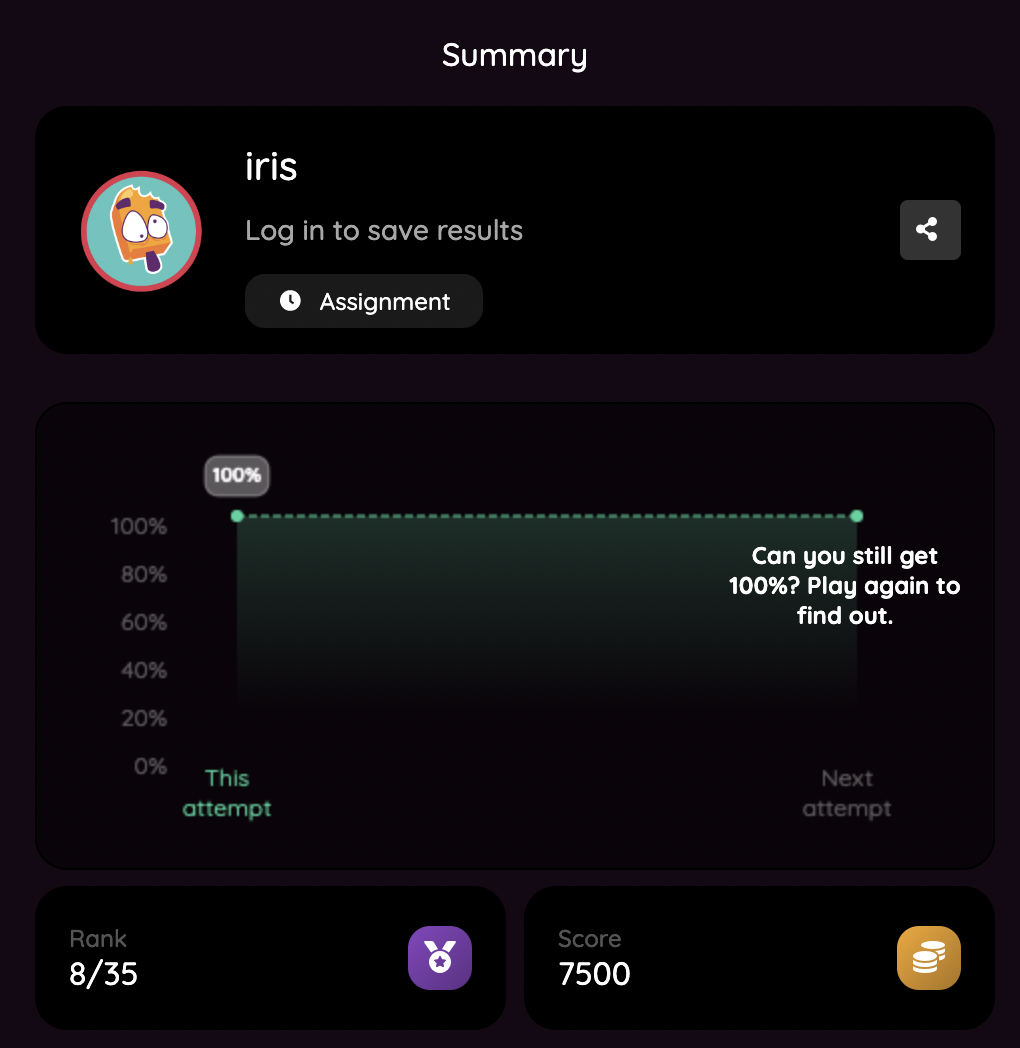 Summary
iris
Log in to save results
Assignment
100%
100%
80%
60%
40%
20%
0%
Can you still get
100%? Play again to
find out.
This
attempt
Next
attempt
Rank
8/35
Score
7500